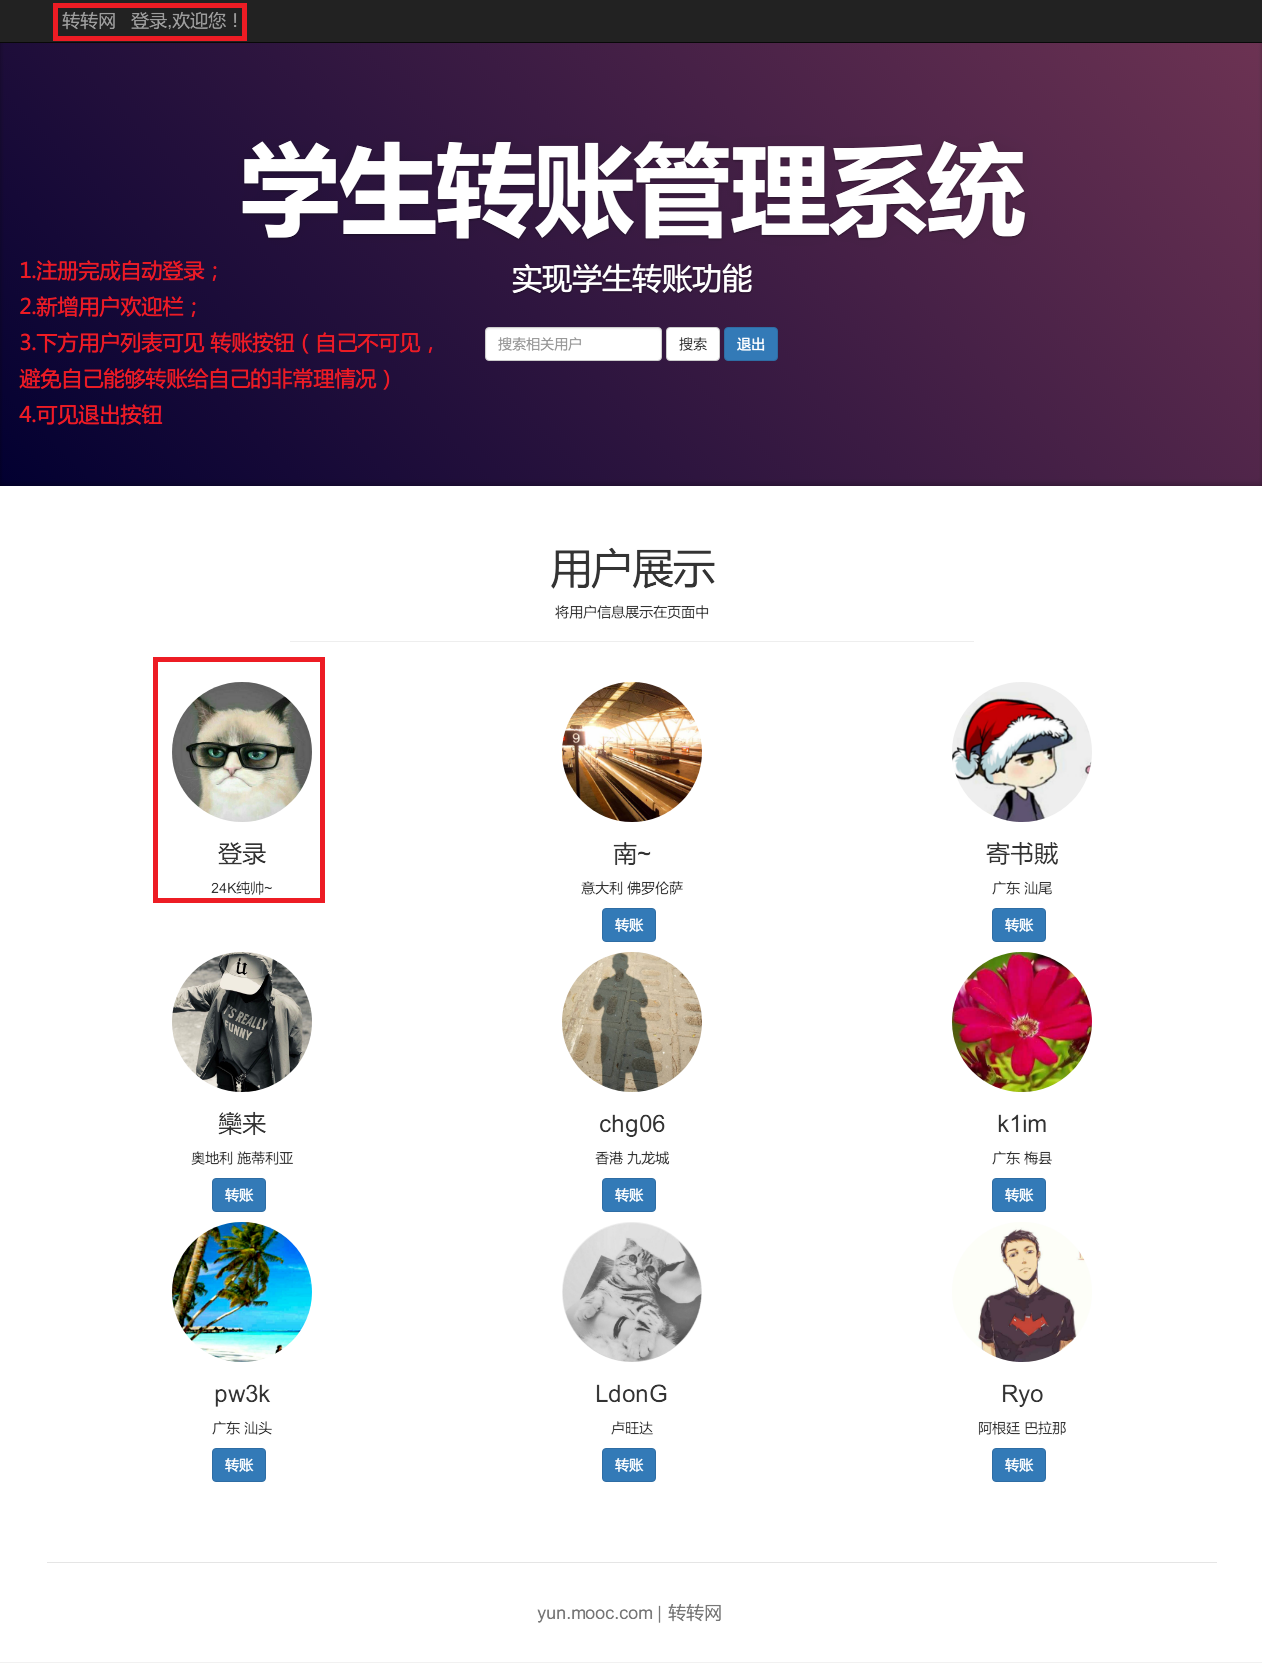 转转网 登录,欢迎您！
学生转账管理系统
实现学生转账功能
1.注册完成自动登录；
2.新增用户欢迎栏；
3.下方用户列表可见 转账按钮（自己不可见，
避免自己能够转账给自己的非常理情况）
4.可见退出按钮
搜索相关用户 搜索 退出
用户展示
将用户信息展示在页面中
9
登录 南~ 寄书贼
24K纯帅~ 意大利 佛罗伦萨 广东 汕尾
转账 转账
IT'S REALLY
FUNNY
欒来 chg06 k1im
奥地利 施蒂利亚 香港 九龙城 广东 梅县
转账 转账 转账
pw3k LdonG Ryo
广东 汕头 卢旺达 阿根廷 巴拉那
转账 转账 转账
yun.mooc.com | 转转网